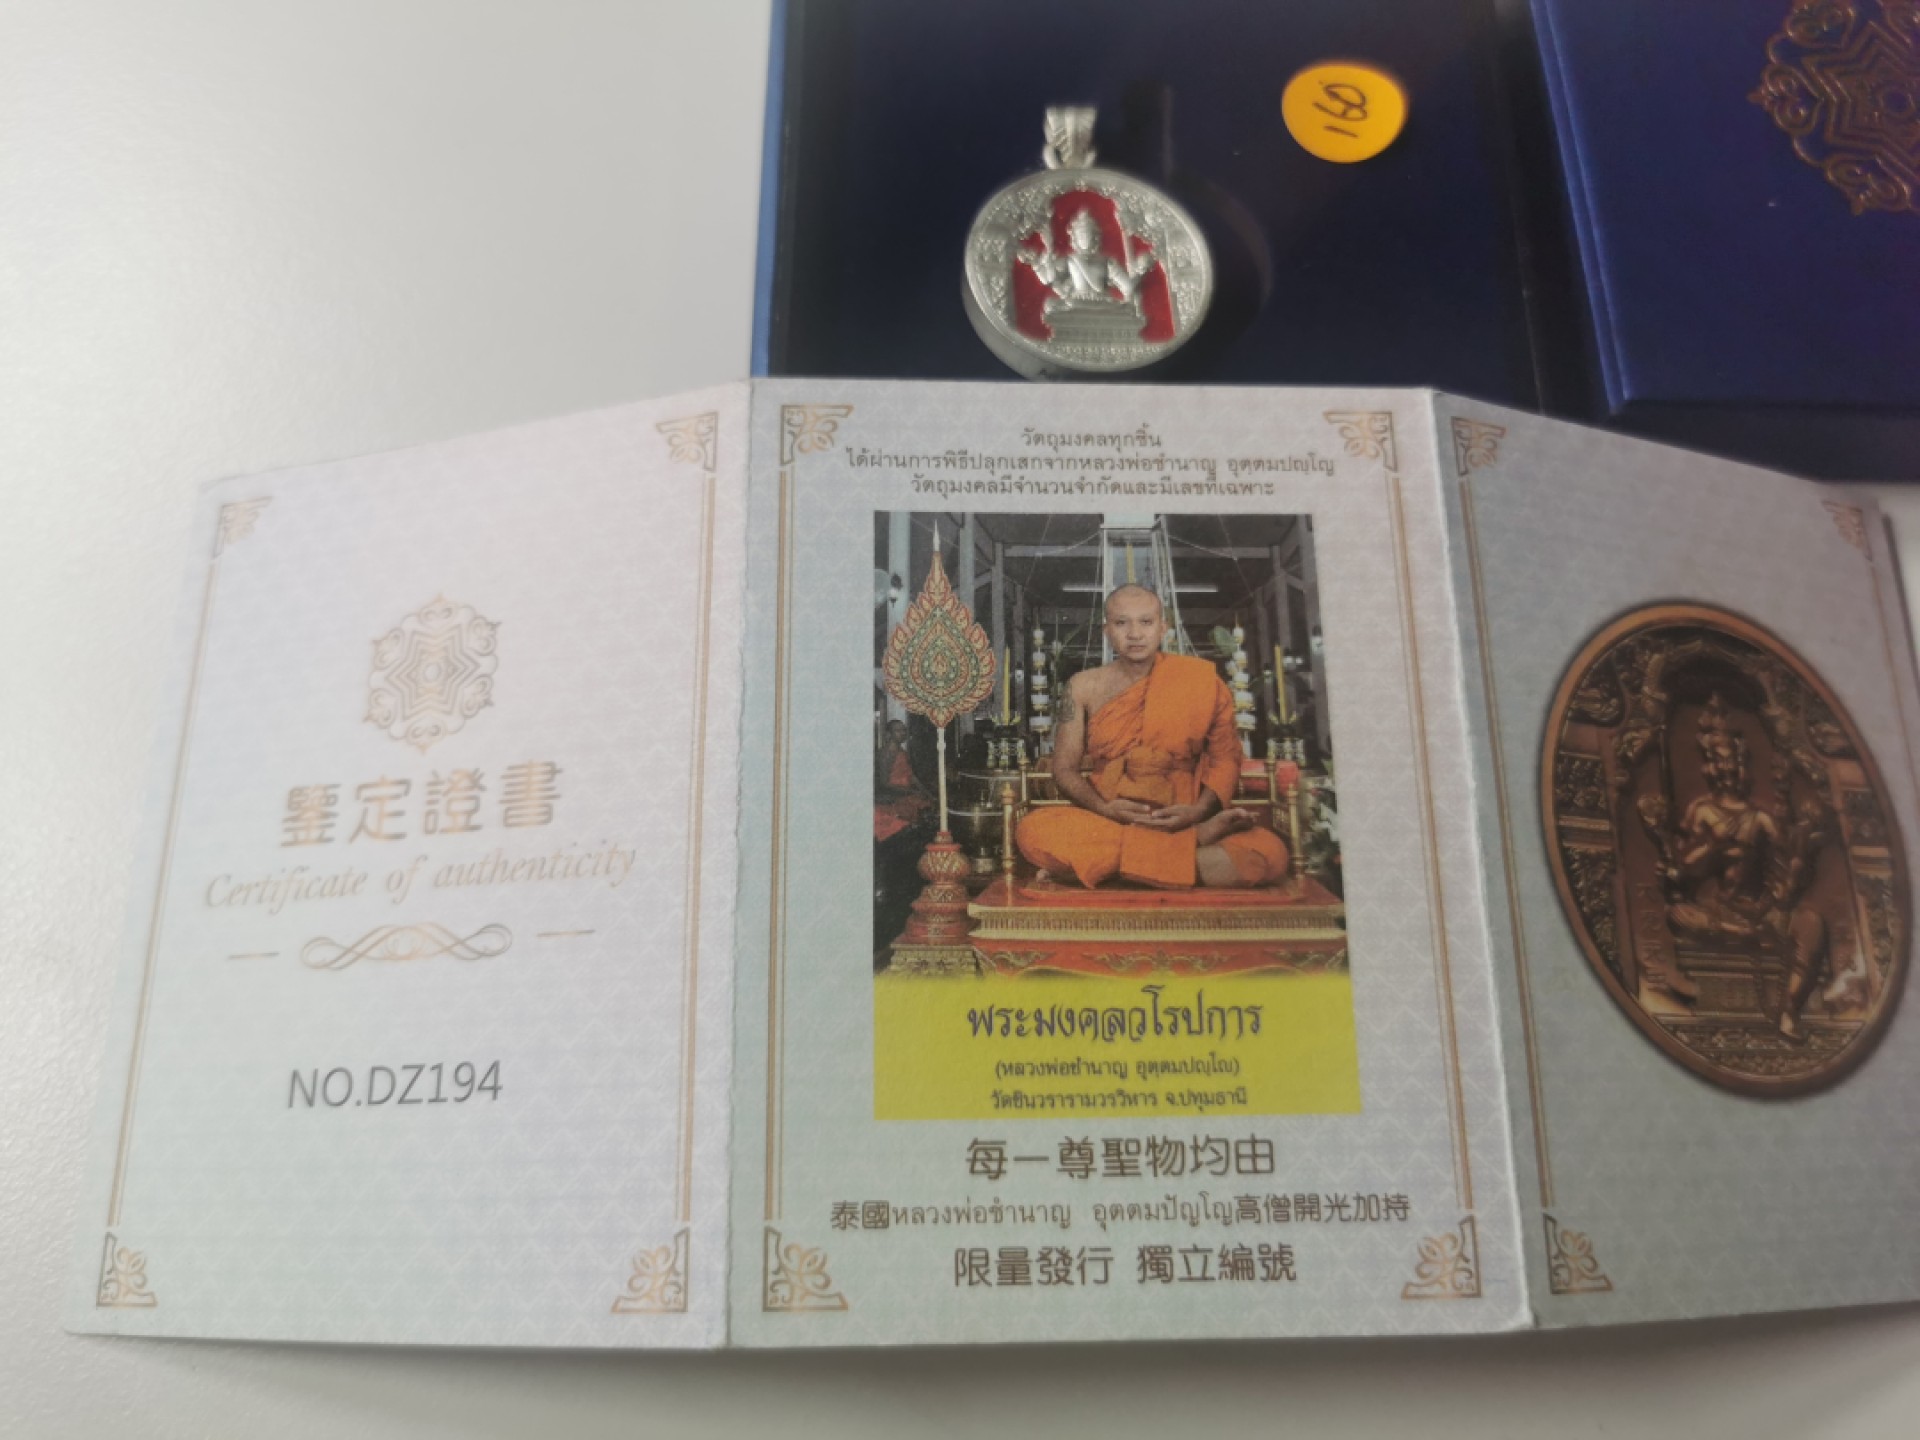 วัตถุมงคลทุกชิ้น
ได้ผ่านการพิธีปลุกเสกจากหลวงพ่อชำนาญ อุตฺตมปญฺโญ
วัตถุมงคลมีจำนวนจำกัดและมีเลขที่เฉพาะ
鑒定證書
Certificate of authenticity
NO.DZ194
พระมงคลวโรปการ
(หลวงพ่อชำนาญ อุตฺตมปญฺโญ)
วัดชินวรารามวรวิหาร จ.ปทุมธานี
每一尊聖物均由
泰國หลวงพ่อชำนาญ อุตตมปัญโญ高僧開光加持
限量發行 獨立編號